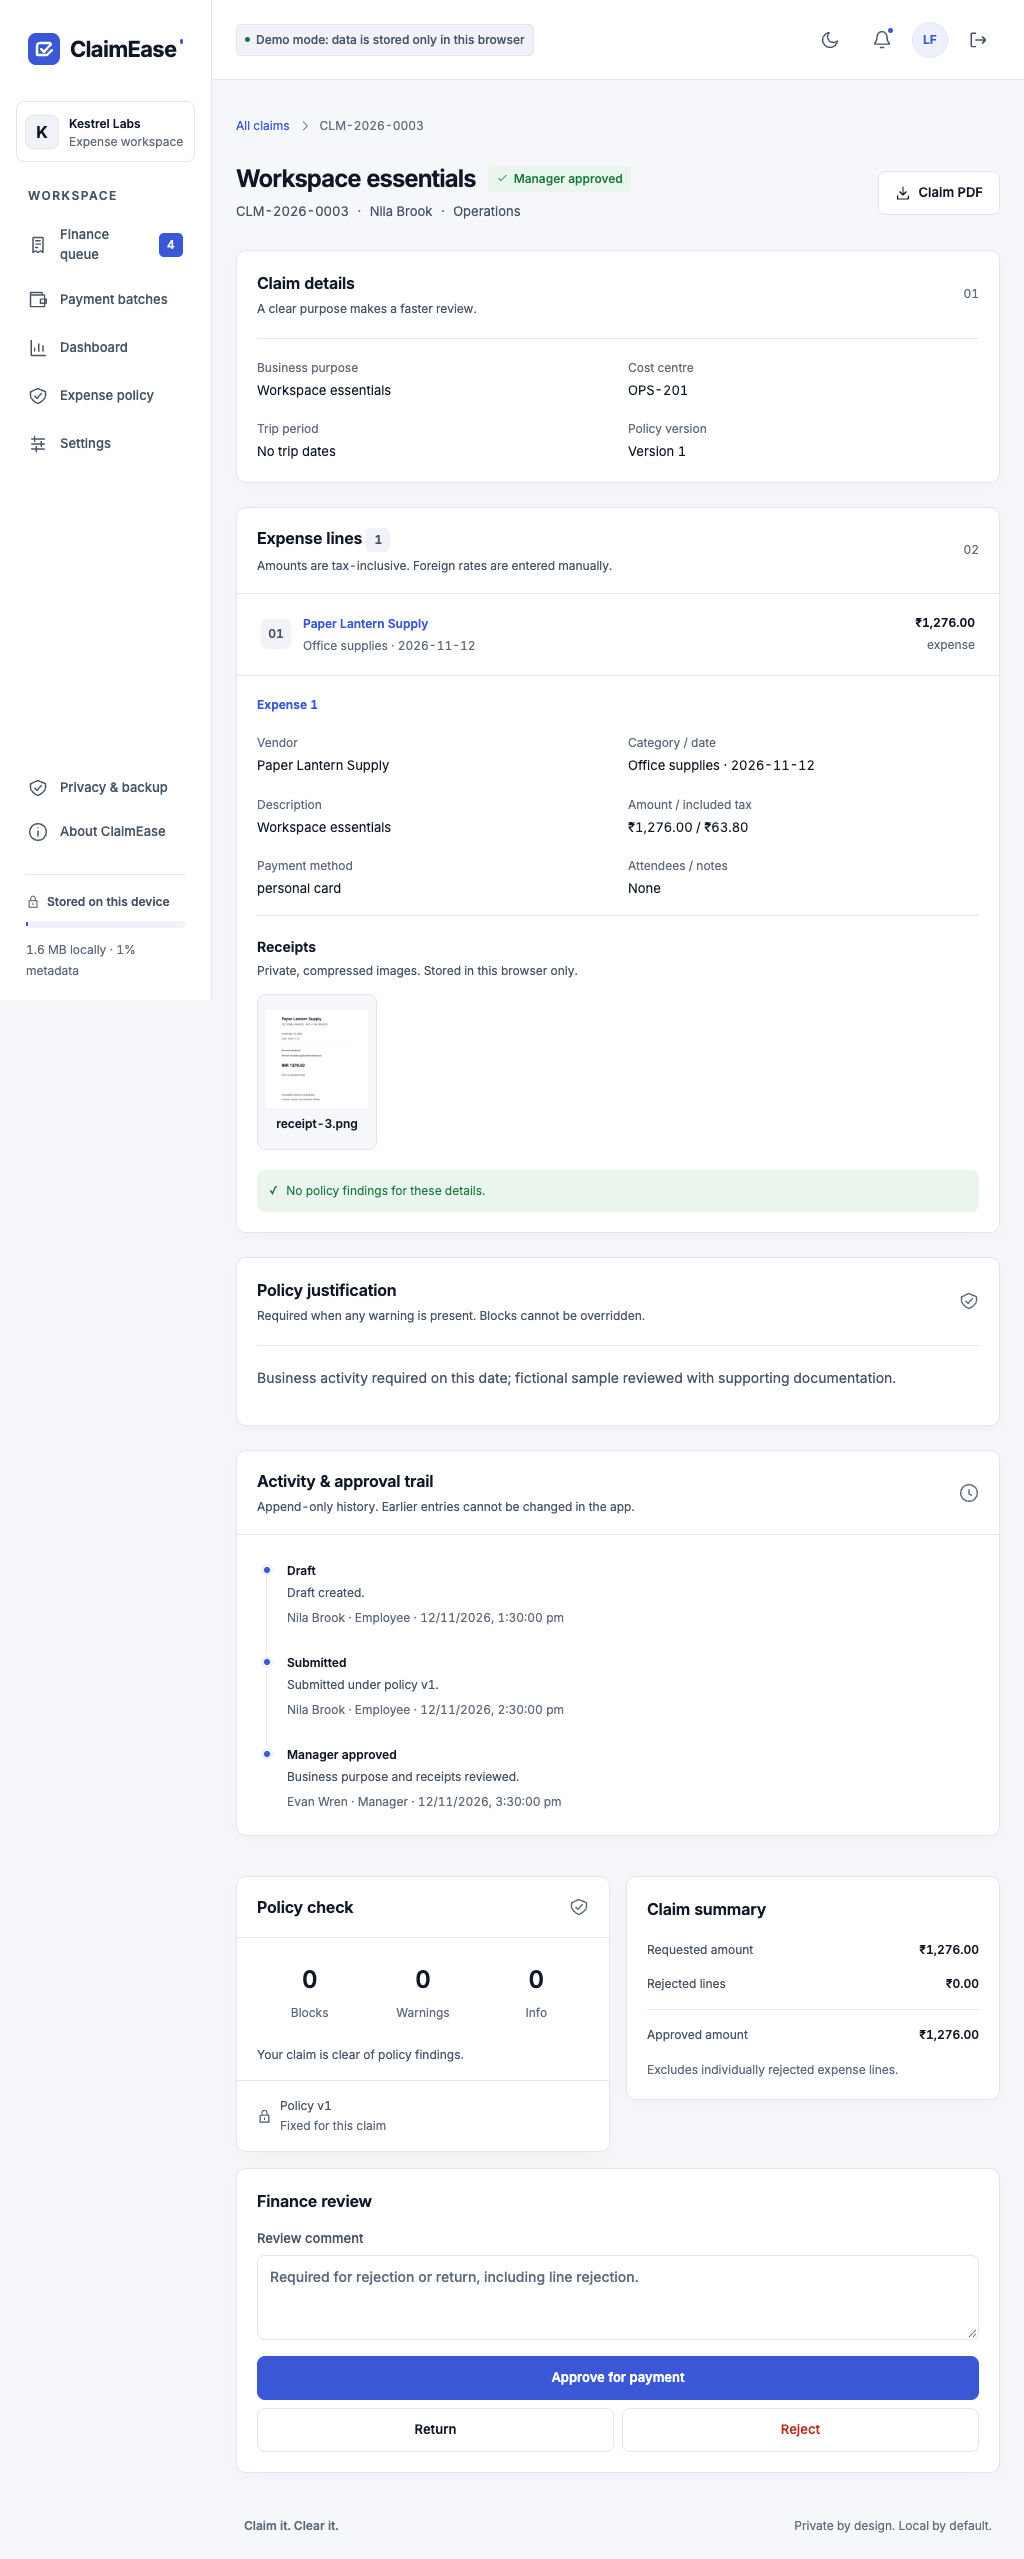 ClaimEase
Demo mode: data is stored only in this browser
LF
K
Kestrel Labs
Expense workspace
WORKSPACE
Finance
queue
4
Payment batches
Dashboard
Expense policy
Settings
Privacy & backup
About ClaimEase
Stored on this device
1.6 MB locally · 1%
metadata
All claims
CLM-2026-0003
Workspace essentials
Manager approved
CLM-2026-0003 · Nila Brook · Operations
Claim PDF
Claim details
A clear purpose makes a faster review.
01
Business purpose
Workspace essentials
Cost centre
OPS-201
Trip period
No trip dates
Policy version
Version 1
Expense lines 1
Amounts are tax-inclusive. Foreign rates are entered manually.
02
01
Paper Lantern Supply
Office supplies · 2026-11-12
₹1,276.00
expense
Expense 1
Vendor
Paper Lantern Supply
Category / date
Office supplies · 2026-11-12
Description
Workspace essentials
Amount / included tax
₹1,276.00 / ₹63.80
Payment method
personal card
Attendees / notes
None
Receipts
Private, compressed images. Stored in this browser only.
Paper Lantern Supply
receipt-3.png
✓ No policy findings for these details.
Policy justification
Required when any warning is present. Blocks cannot be overridden.
Business activity required on this date; fictional sample reviewed with supporting documentation.
Activity & approval trail
Append-only history. Earlier entries cannot be changed in the app.
Draft
Draft created.
Nila Brook · Employee · 12/11/2026, 1:30:00 pm
Submitted
Submitted under policy v1.
Nila Brook · Employee · 12/11/2026, 2:30:00 pm
Manager approved
Business purpose and receipts reviewed.
Evan Wren · Manager · 12/11/2026, 3:30:00 pm
Policy check
0
Blocks
0
Warnings
0
Info
Your claim is clear of policy findings.
Policy v1
Fixed for this claim
Claim summary
Requested amount ₹1,276.00
Rejected lines ₹0.00
Approved amount ₹1,276.00
Excludes individually rejected expense lines.
Finance review
Review comment
Required for rejection or return, including line rejection.
Approve for payment
Return
Reject
Claim it. Clear it.
Private by design. Local by default.